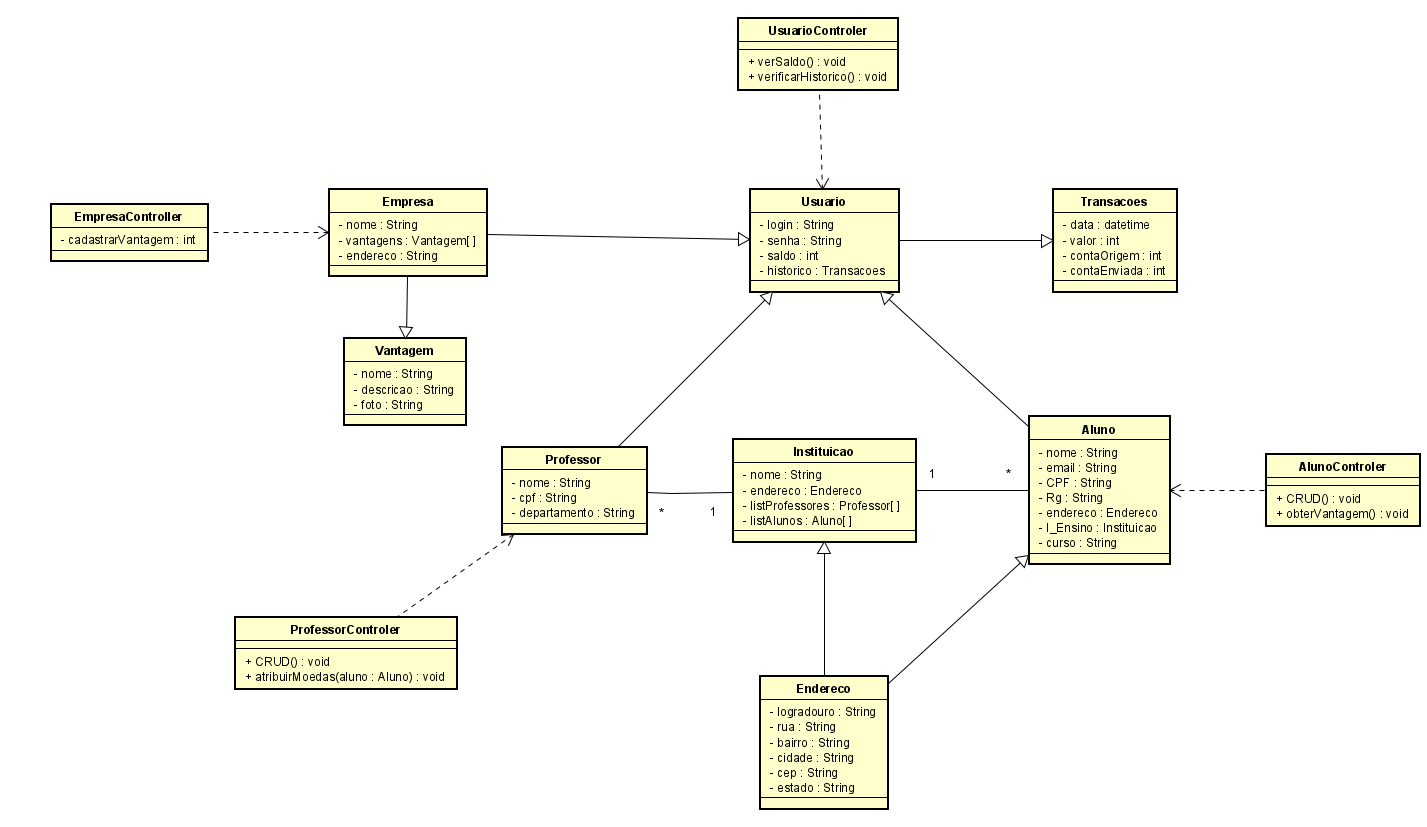 UsuarioControler
+ verSaldo() : void
+ verificarHistorico() : void
EmpresaController
- cadastrarVantagem : int
Empresa
- nome : String
- vantagens : Vantagem[ ]
- endereco : String
Usuario
- login : String
- senha : String
- saldo : int
- historico : Transacoes
Transacoes
- data : datetime
- valor : int
- contaOrigem : int
- contaEnviada : int
Vantagem
- nome : String
- descricao : String
- foto : String
Professor
- nome : String
- cpf : String
- departamento : String
* 1
Instituicao
- nome : String
- endereco : Endereco
- listProfessores : Professor[ ]
- listAlunos : Aluno[ ]
1 *
Aluno
- nome : String
- email : String
- CPF : String
- Rg : String
- endereco : Endereco
- I_Ensino : Instituicao
- curso : String
AlunoControler
+ CRUD() : void
+ obterVantagem() : void
ProfessorControler
+ CRUD() : void
+ atribuirMoedas(aluno : Aluno) : void
Endereco
- logradouro : String
- rua : String
- bairro : String
- cidade : String
- cep : String
- estado : String